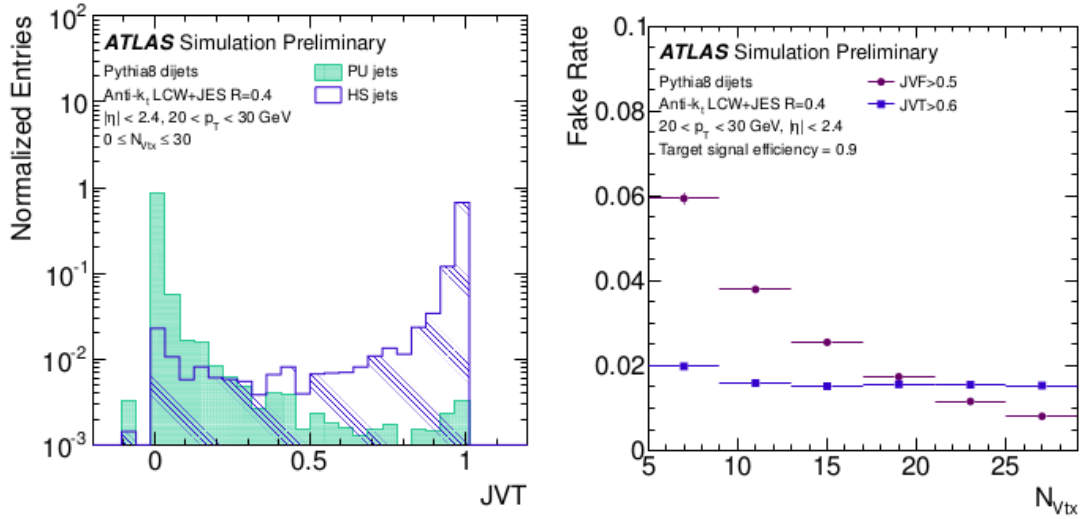 Normalized Entries
10²
10
1
10⁻¹
10⁻²
10⁻³
ATLAS Simulation Preliminary
Pythia8 dijets
Anti-kₜ LCW+JES R=0.4
|η| < 2.4, 20 < p_T < 30 GeV
0 ≤ N_Vtx ≤ 30
PU jets
HS jets
0
0.5
1
JVT
Fake Rate
0.1
0.08
0.06
0.04
0.02
0
ATLAS Simulation Preliminary
Pythia8 dijets
Anti-kₜ LCW+JES R=0.4
20 < p_T < 30 GeV, |η| < 2.4
Target signal efficiency = 0.9
JVF>0.5
JVT>0.6
5
10
15
20
25
N_Vtx